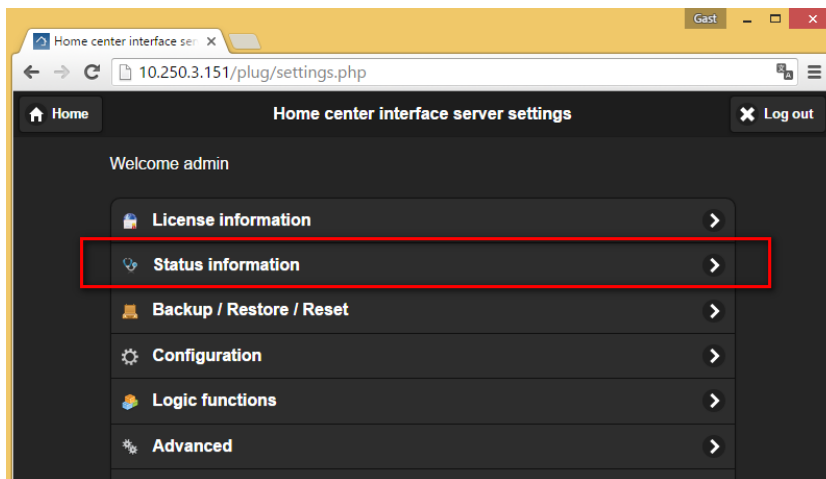 Gast
Home center interface ser
10.250.3.151/plug/settings.php
Home
Home center interface server settings
Log out
Welcome admin
License information
Status information
Backup / Restore / Reset
Configuration
Logic functions
Advanced